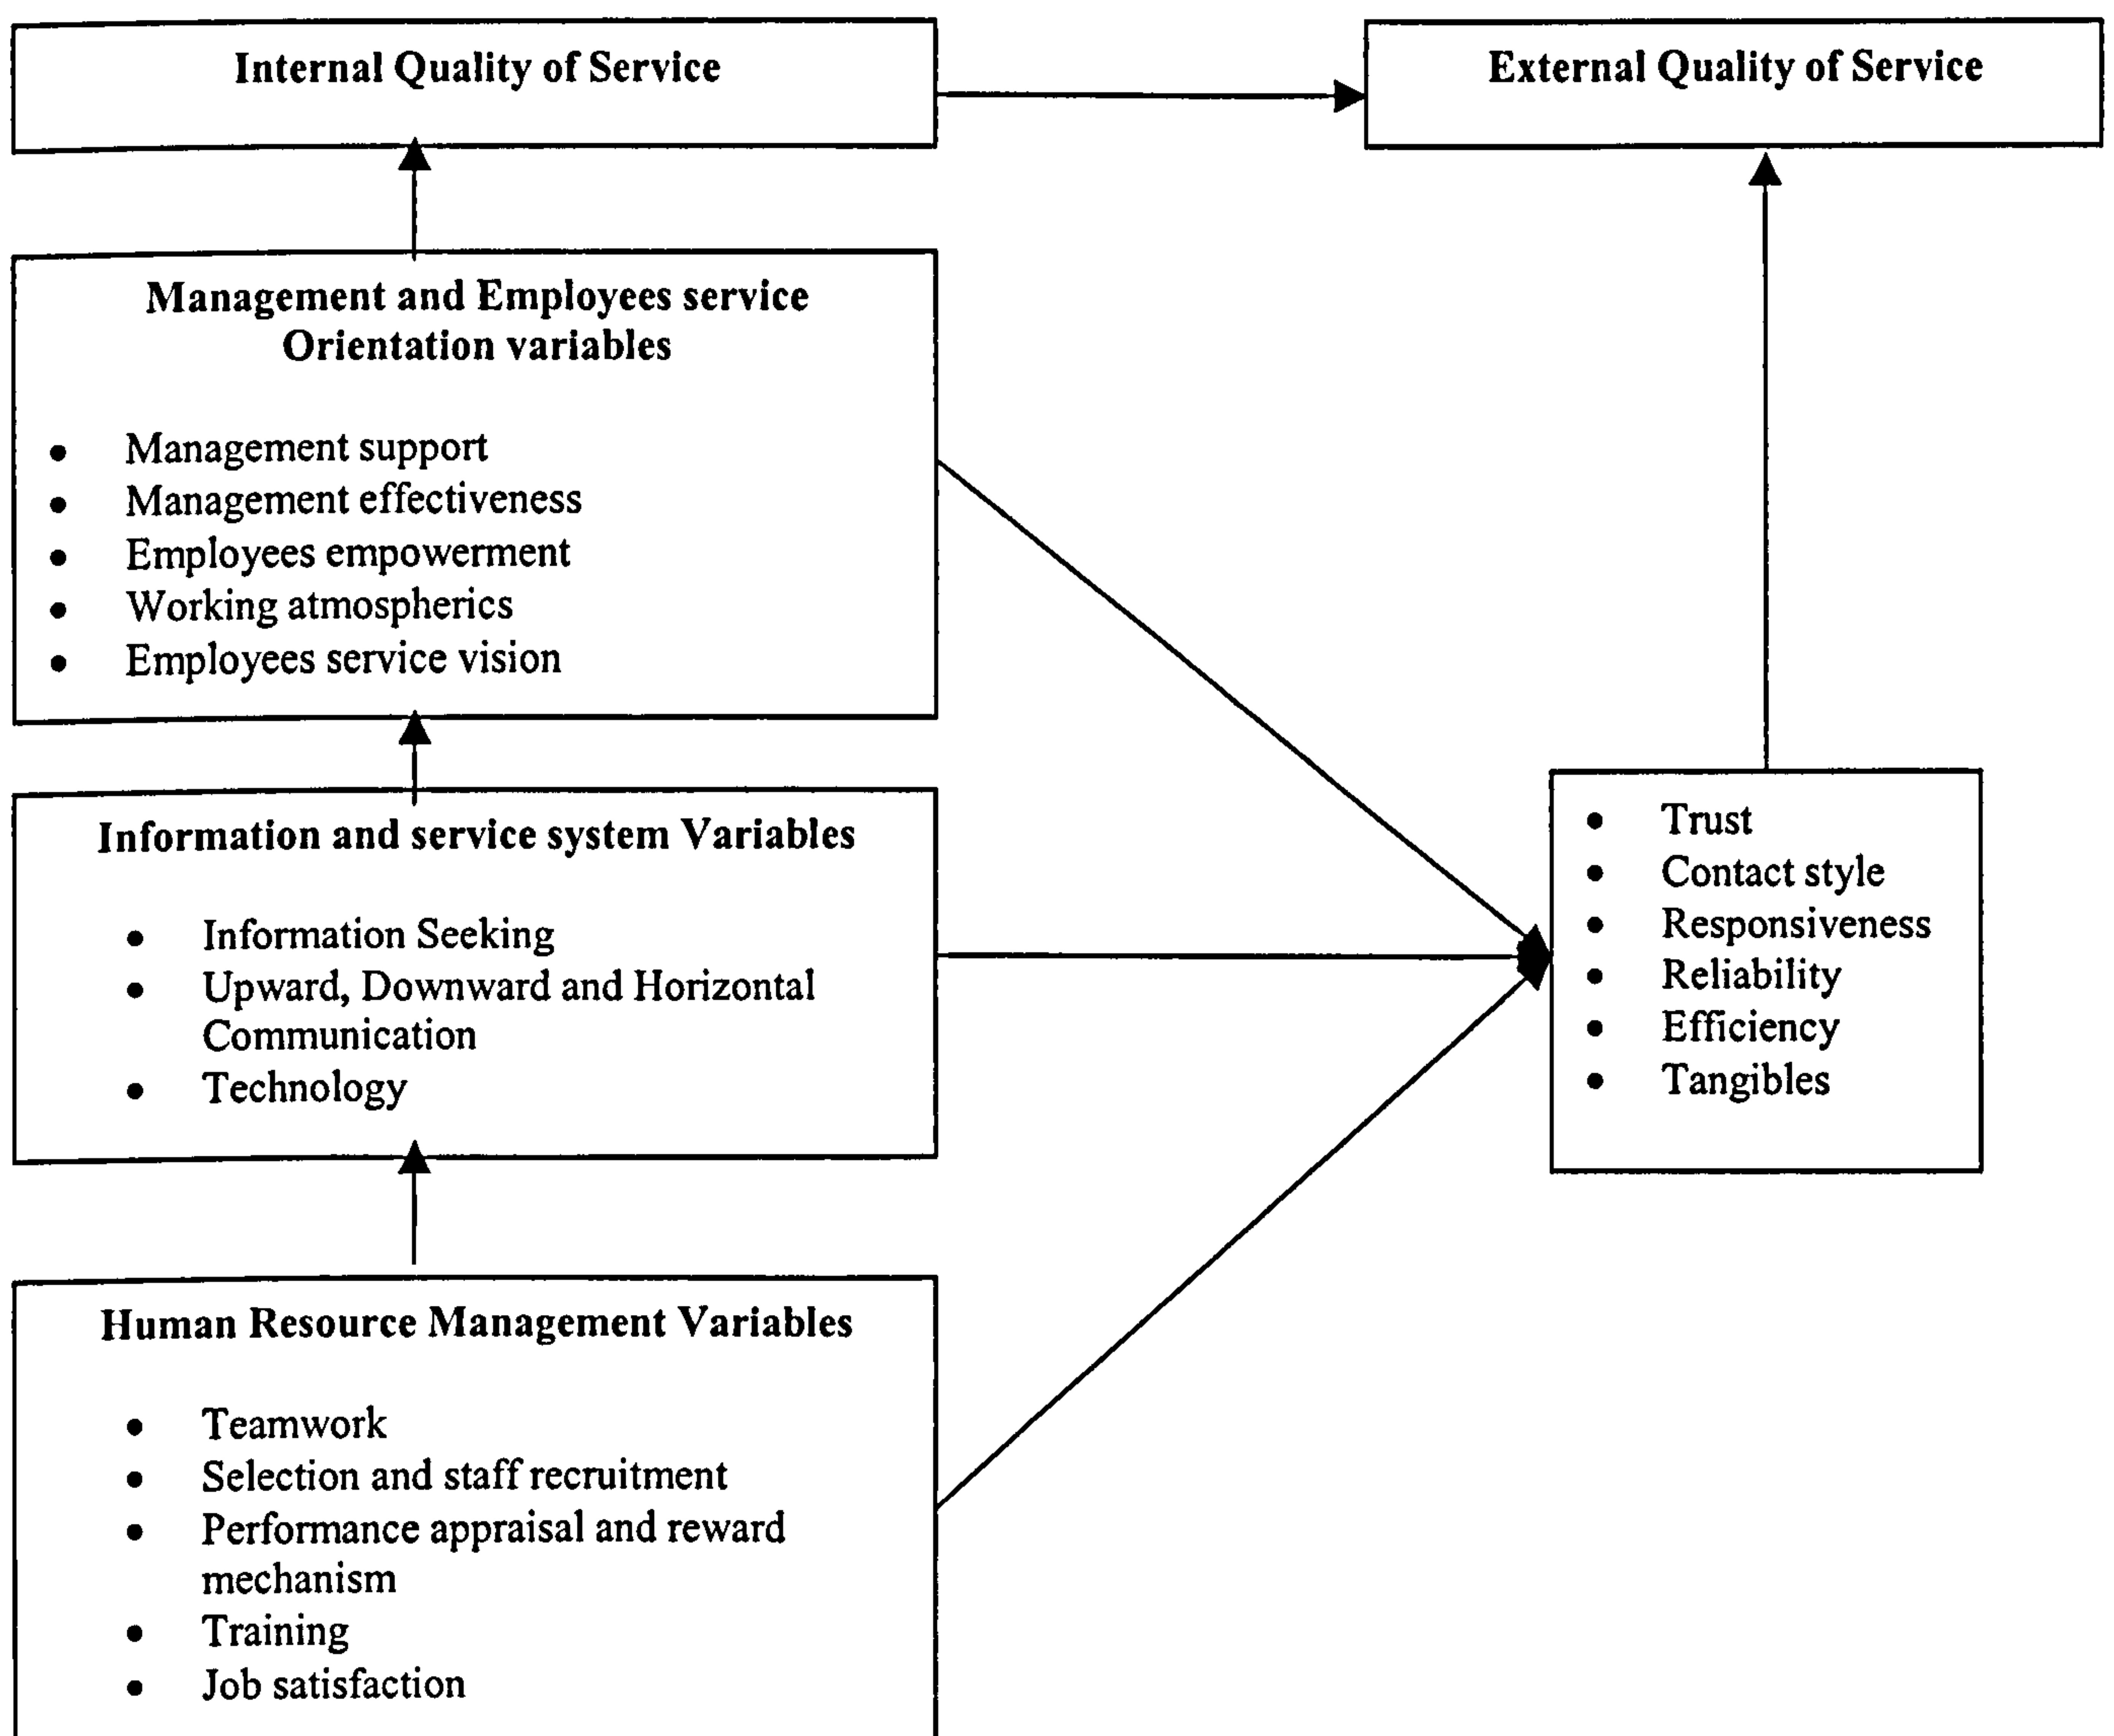 Internal Quality of Service
External Quality of Service
Management and Employees service
Orientation variables
• Management support
• Management effectiveness
• Employees empowerment
• Working atmospherics
• Employees service vision
Information and service system Variables
• Information Seeking
• Upward, Downward and Horizontal
Communication
• Technology
• Trust
• Contact style
• Responsiveness
• Reliability
• Efficiency
• Tangibles
Human Resource Management Variables
• Teamwork
• Selection and staff recruitment
• Performance appraisal and reward
mechanism
• Training
• Job satisfaction